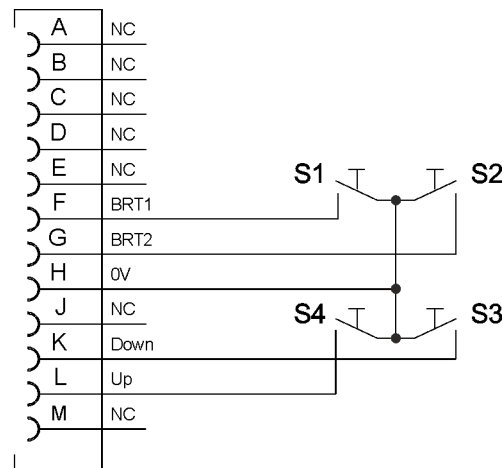 A NC
B NC
C NC
D NC
E NC
S1 S2
F BRT1
G BRT2
H 0V
J NC
S4 S3
K Down
L Up
M NC